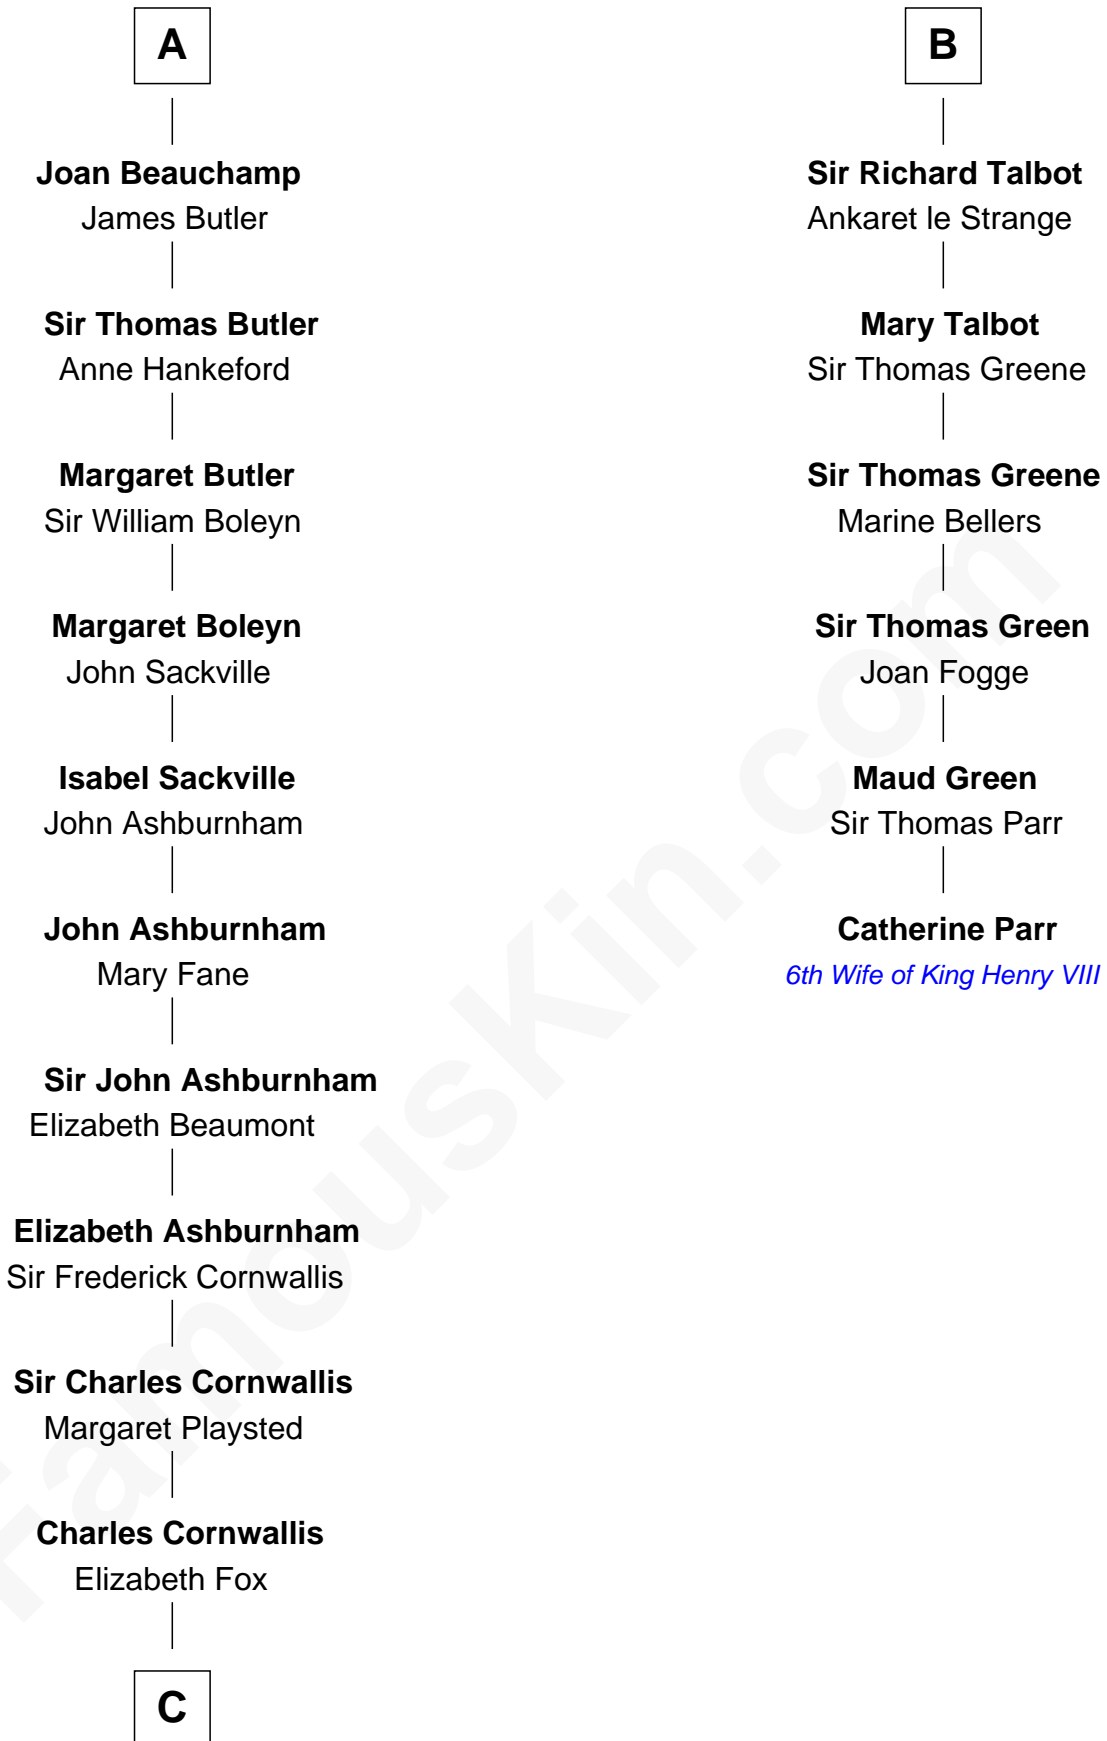 A
Joan Beauchamp
James Butler
Sir Thomas Butler
Anne Hankeford
Margaret Butler
Sir William Boleyn
Margaret Boleyn
John Sackville
Isabel Sackville
John Ashburnham
John Ashburnham
Mary Fane
Sir John Ashburnham
Elizabeth Beaumont
Elizabeth Ashburnham
Sir Frederick Cornwallis
Sir Charles Cornwallis
Margaret Playsted
Charles Cornwallis
Elizabeth Fox
C
B
Sir Richard Talbot
Ankaret le Strange
Mary Talbot
Sir Thomas Greene
Sir Thomas Greene
Marine Bellers
Sir Thomas Green
Joan Fogge
Maud Green
Sir Thomas Parr
Catherine Parr
6th Wife of King Henry VIII
FamousKin.com